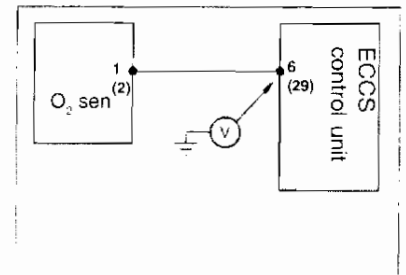 1
(2)
O₂ sen
6
(29)
V
ECCS
control unit